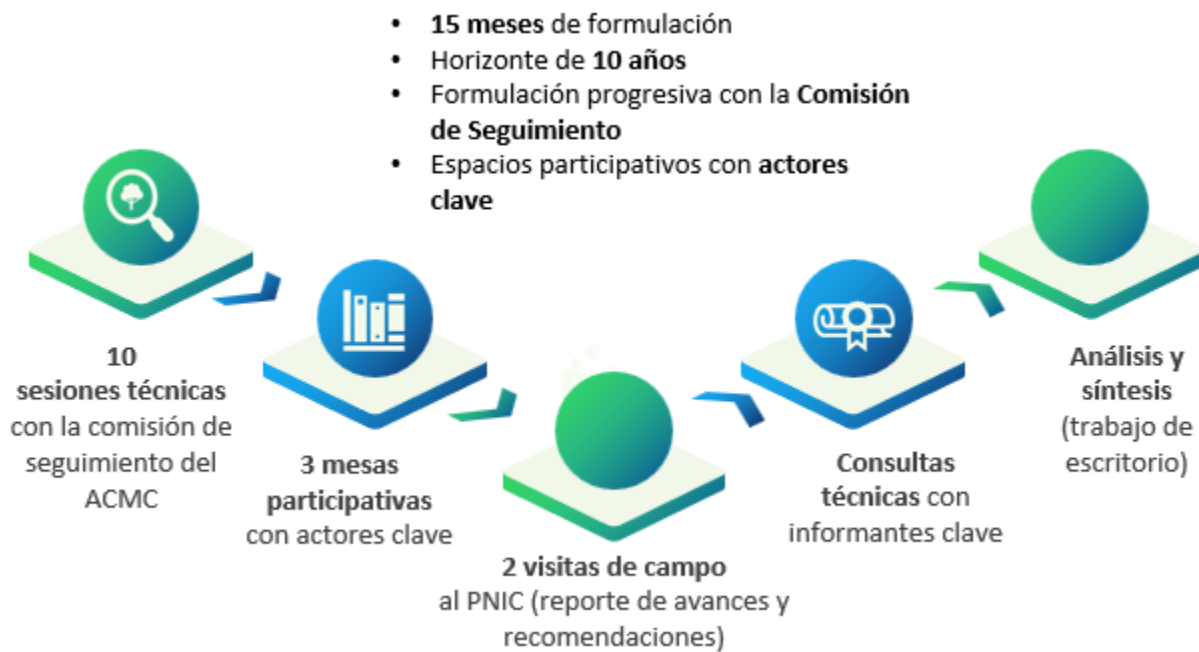 • 15 meses de formulación
• Horizonte de 10 años
• Formulación progresiva con la Comisión
de Seguimiento
• Espacios participativos con actores
clave
10
sesiones técnicas
con la comisión de
seguimiento del
ACMC
3 mesas
participativas
con actores clave
2 visitas de campo
al PNIC (reporte de avances y
recomendaciones)
Consultas
técnicas con
informantes clave
Análisis y
síntesis
(trabajo de
escritorio)